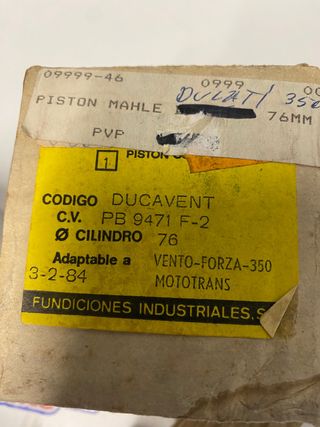 09999-46 0999 00
PISTON MAHLE DUCATI 350
76MM
PVP
1 PISTON
CODIGO DUCAVENT
C.V. PB 9471 F-2
Ø CILINDRO 76
Adaptable a VENTO-FORZA-350
3-2-84 MOTOTRANS
FUNDICIONES INDUSTRIALES, S